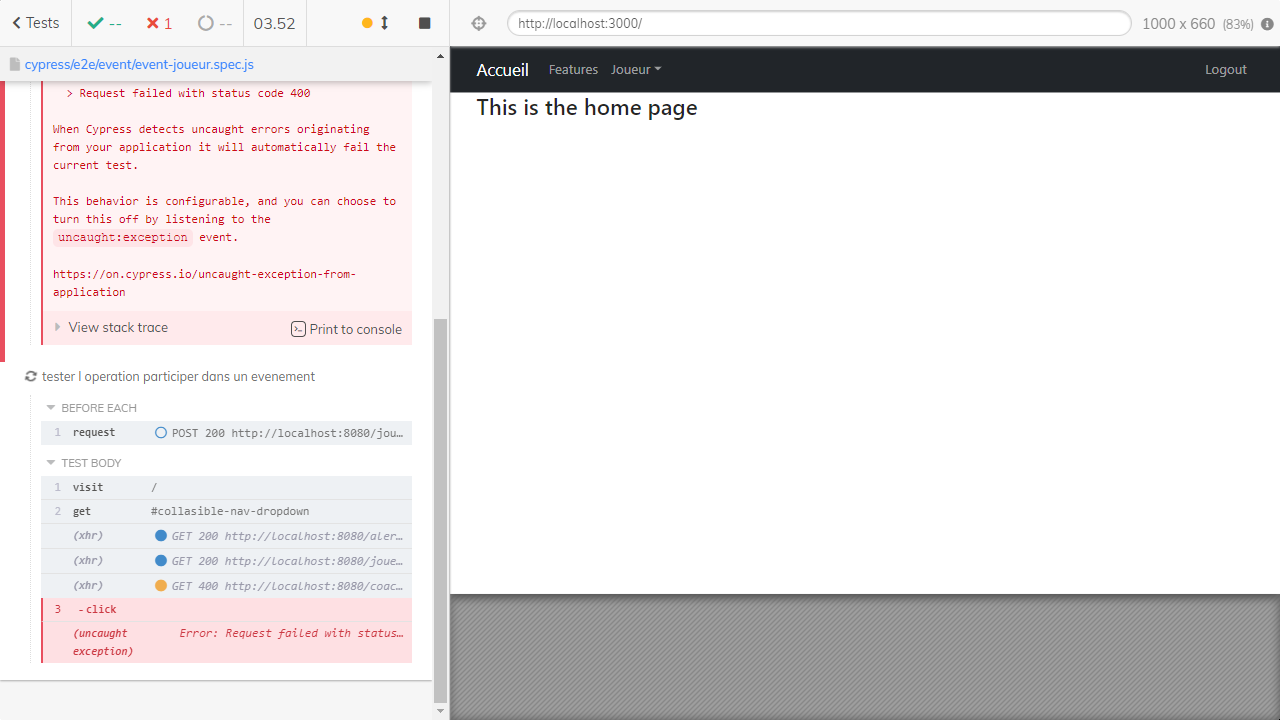 Tests
--
1
--
03.52
http://localhost:3000/
1000 x 660 (83%)
cypress/e2e/event/event-joueur.spec.js
> Request failed with status code 400
When Cypress detects uncaught errors originating
from your application it will automatically fail the
current test.
This behavior is configurable, and you can choose to
turn this off by listening to the
uncaught:exception event.
https://on.cypress.io/uncaught-exception-from-
application
View stack trace
Print to console
tester l operation participer dans un evenement
BEFORE EACH
1 request POST 200 http://localhost:8080/jou…
TEST BODY
1 visit /
2 get #collasible-nav-dropdown
(xhr) GET 200 http://localhost:8080/aler…
(xhr) GET 200 http://localhost:8080/joue…
(xhr) GET 400 http://localhost:8080/coac…
3 -click
(uncaught Error: Request failed with status…
exception)
Accueil Features Joueur Logout
This is the home page